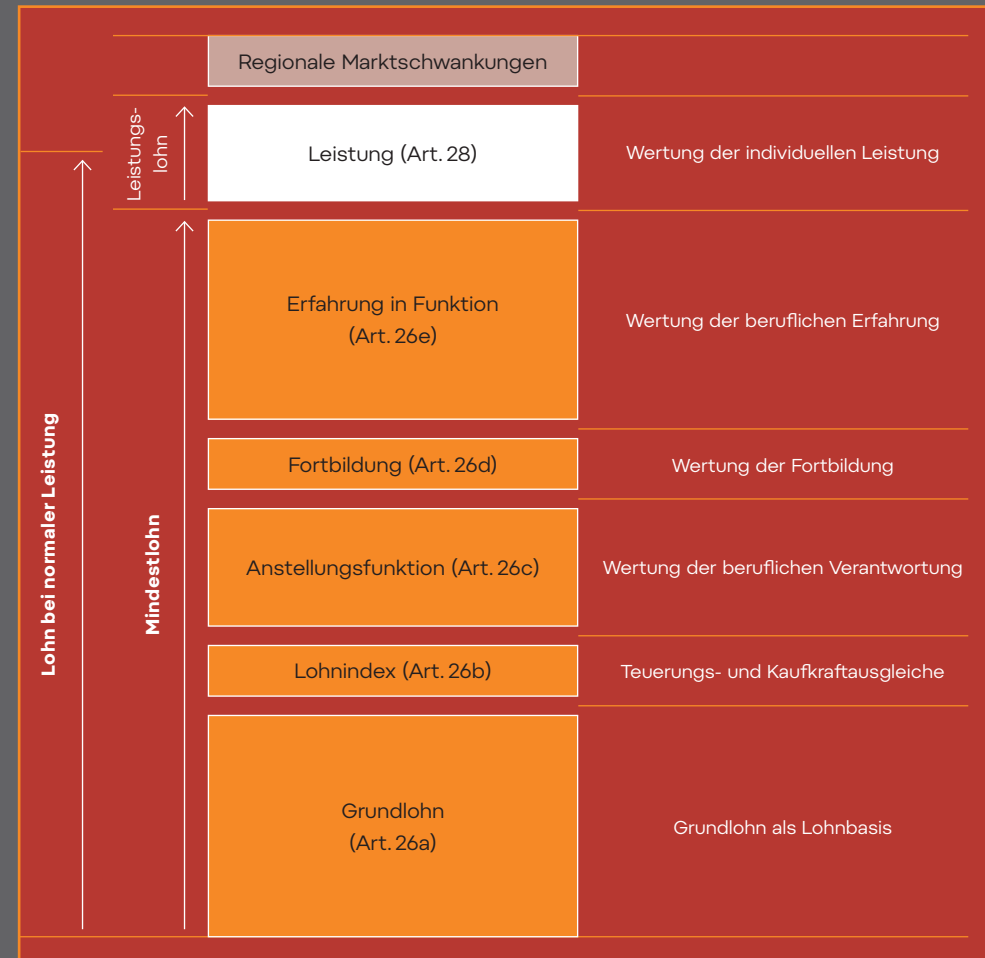 Regionale Marktschwankungen
Leistungs-
lohn
Leistung (Art. 28)
Wertung der individuellen Leistung
Erfahrung in Funktion
(Art. 26e)
Wertung der beruflichen Erfahrung
Lohn bei normaler Leistung
Mindestlohn
Fortbildung (Art. 26d)
Wertung der Fortbildung
Anstellungsfunktion (Art. 26c)
Wertung der beruflichen Verantwortung
Lohnindex (Art. 26b)
Teuerungs- und Kaufkraftausgleiche
Grundlohn
(Art. 26a)
Grundlohn als Lohnbasis